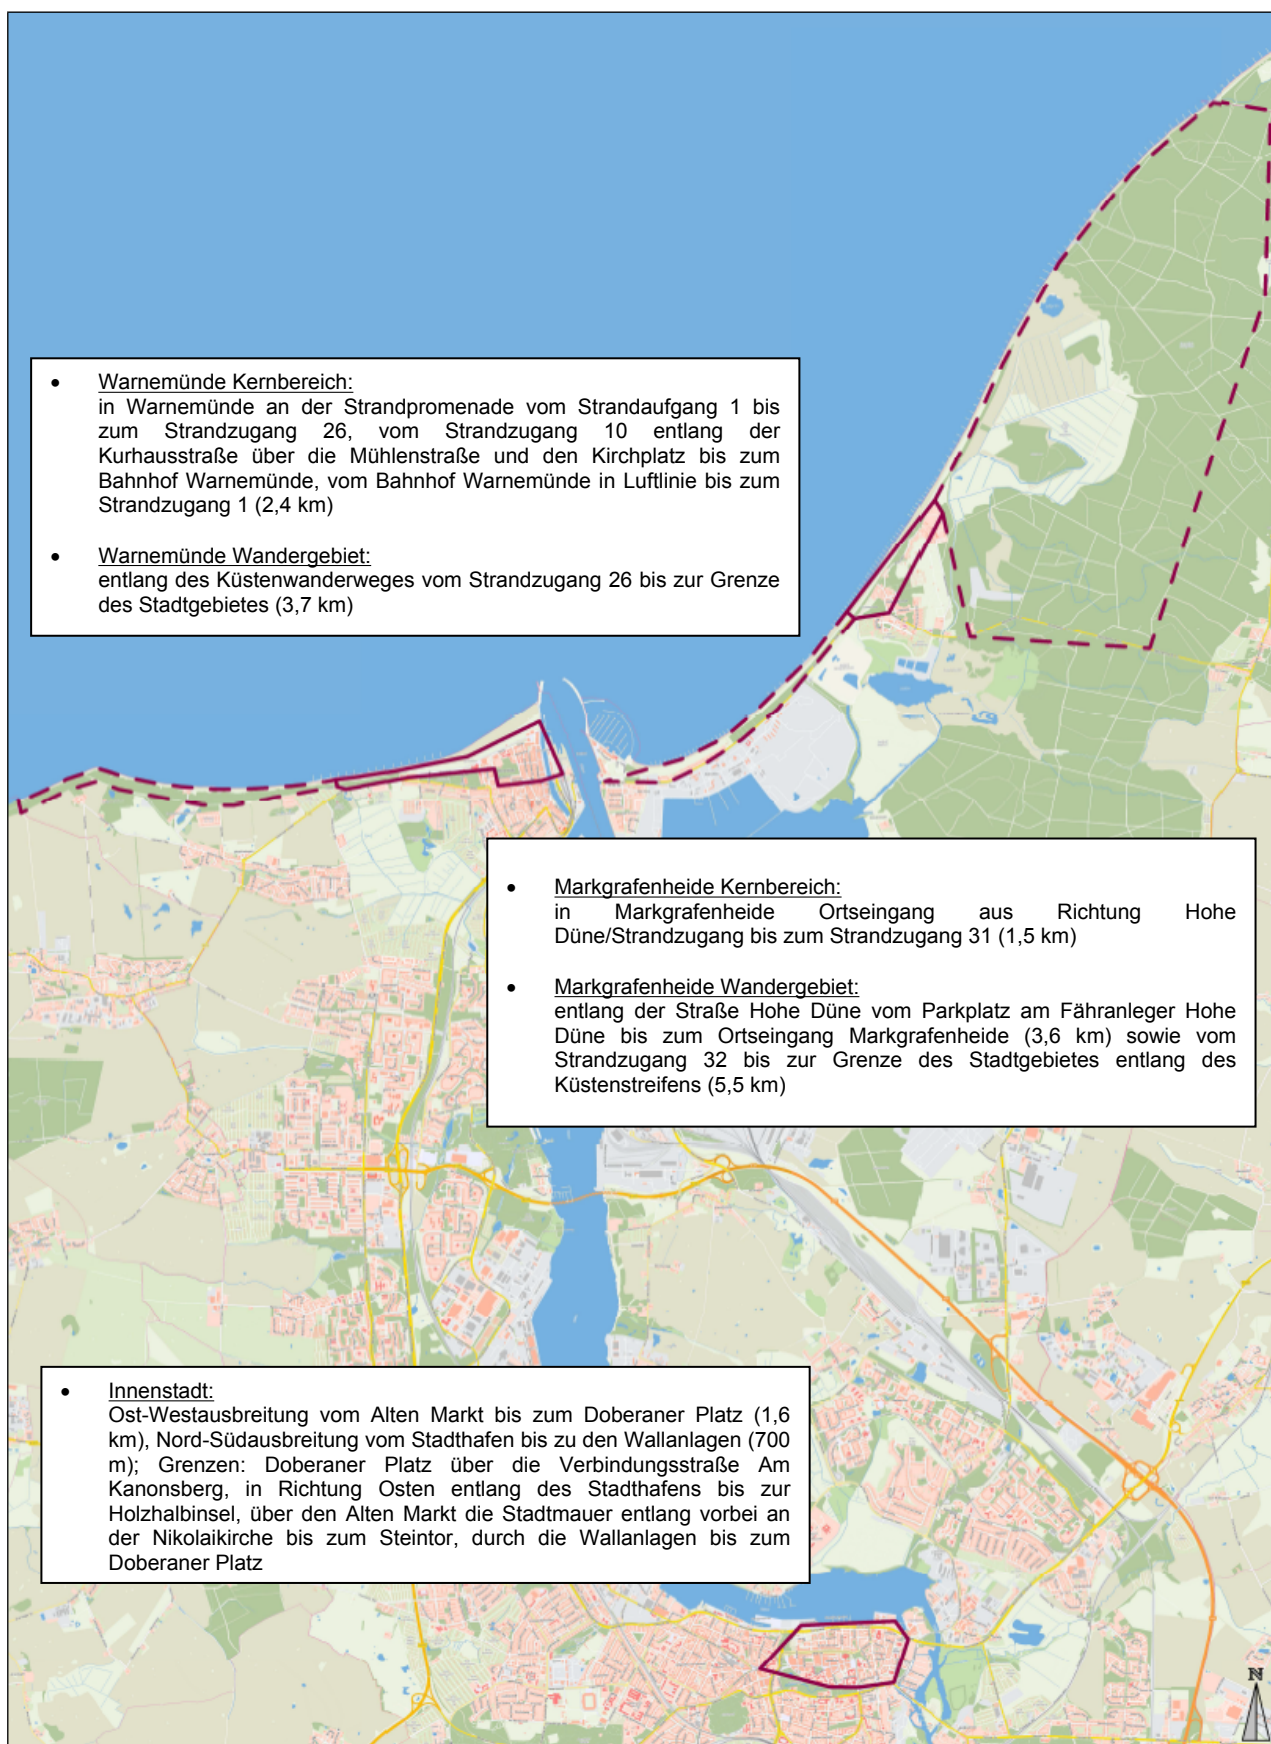 • Warnemünde Kernbereich:
in Warnemünde an der Strandpromenade vom Strandaufgang 1 bis
zum Strandzugang 26, vom Strandzugang 10 entlang der
Kurhausstraße über die Mühlenstraße und den Kirchplatz bis zum
Bahnhof Warnemünde, vom Bahnhof Warnemünde in Luftlinie bis zum
Strandzugang 1 (2,4 km)
• Warnemünde Wandergebiet:
entlang des Küstenwanderweges vom Strandzugang 26 bis zur Grenze
des Stadtgebietes (3,7 km)
• Markgrafenheide Kernbereich:
in Markgrafenheide Ortseingang aus Richtung Hohe
Düne/Strandzugang bis zum Strandzugang 31 (1,5 km)
• Markgrafenheide Wandergebiet:
entlang der Straße Hohe Düne vom Parkplatz am Fähranleger Hohe
Düne bis zum Ortseingang Markgrafenheide (3,6 km) sowie vom
Strandzugang 32 bis zur Grenze des Stadtgebietes entlang des
Küstenstreifens (5,5 km)
• Innenstadt:
Ost-Westausbreitung vom Alten Markt bis zum Doberaner Platz (1,6
km), Nord-Südausbreitung vom Stadthafen bis zu den Wallanlagen (700
m); Grenzen: Doberaner Platz über die Verbindungsstraße Am
Kanonsberg, in Richtung Osten entlang des Stadthafens bis zur
Holzhalbinsel, über den Alten Markt die Stadtmauer entlang vorbei an
der Nikolaikirche bis zum Steintor, durch die Wallanlagen bis zum
Doberaner Platz
N